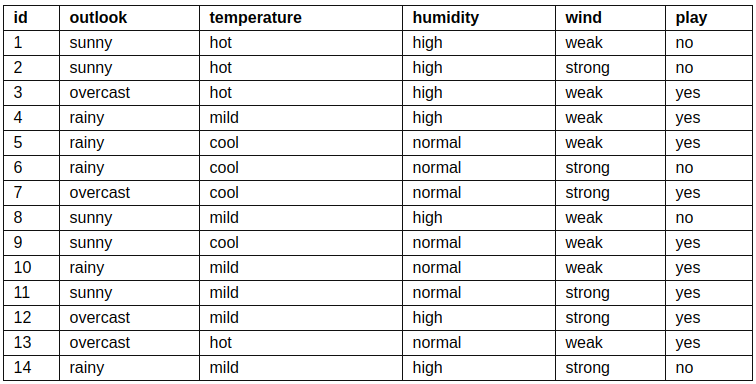 id outlook temperature humidity wind play
1 sunny hot high weak no
2 sunny hot high strong no
3 overcast hot high weak yes
4 rainy mild high weak yes
5 rainy cool normal weak yes
6 rainy cool normal strong no
7 overcast cool normal strong yes
8 sunny mild high weak no
9 sunny cool normal weak yes
10 rainy mild normal weak yes
11 sunny mild normal strong yes
12 overcast mild high strong yes
13 overcast hot normal weak yes
14 rainy mild high strong no